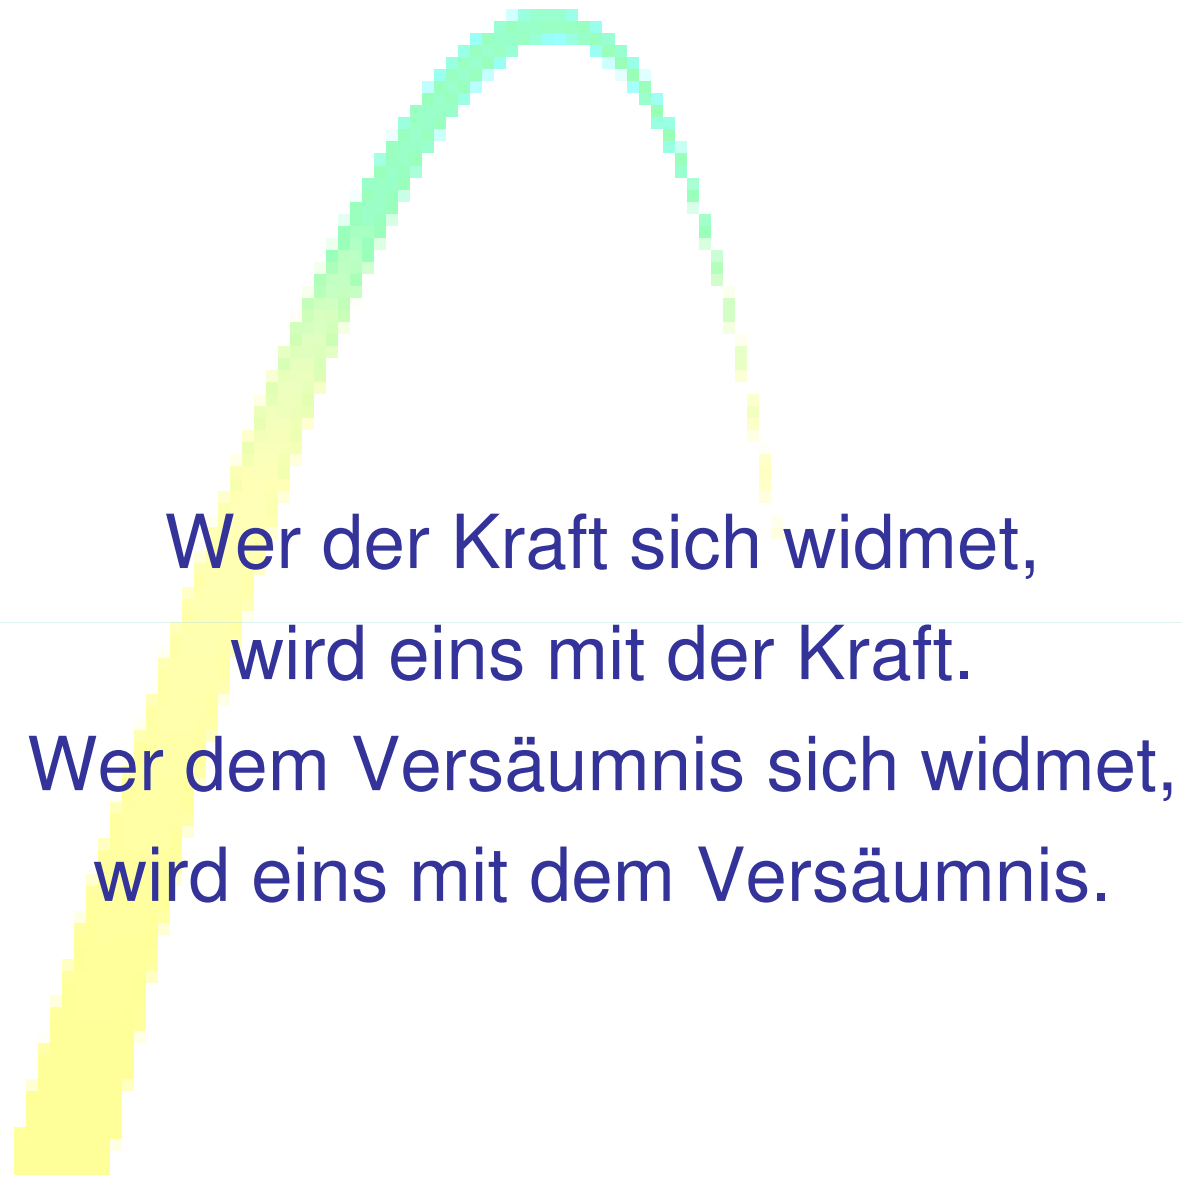 Wer der Kraft sich widmet,
wird eins mit der Kraft.
Wer dem Versäumnis sich widmet,
wird eins mit dem Versäumnis.